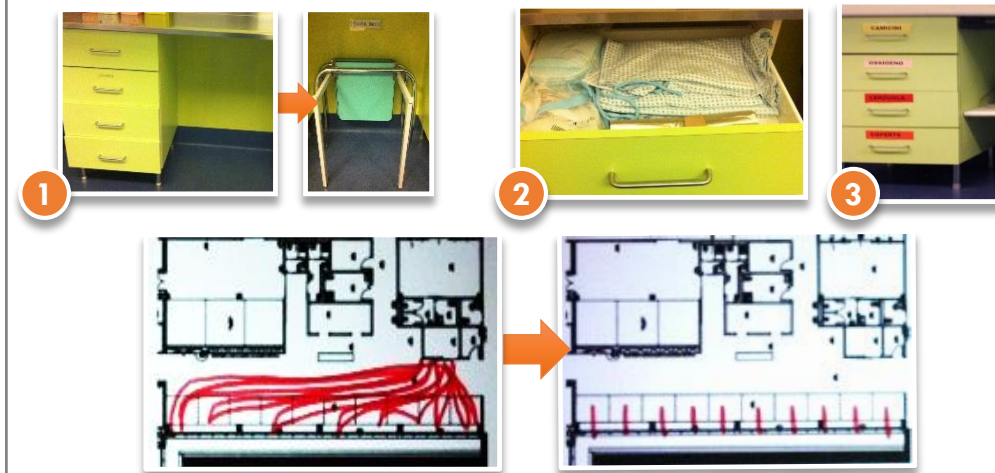 1
2
3
CAMICINI
OSSIGENO
LENZUOLA
COPERTE